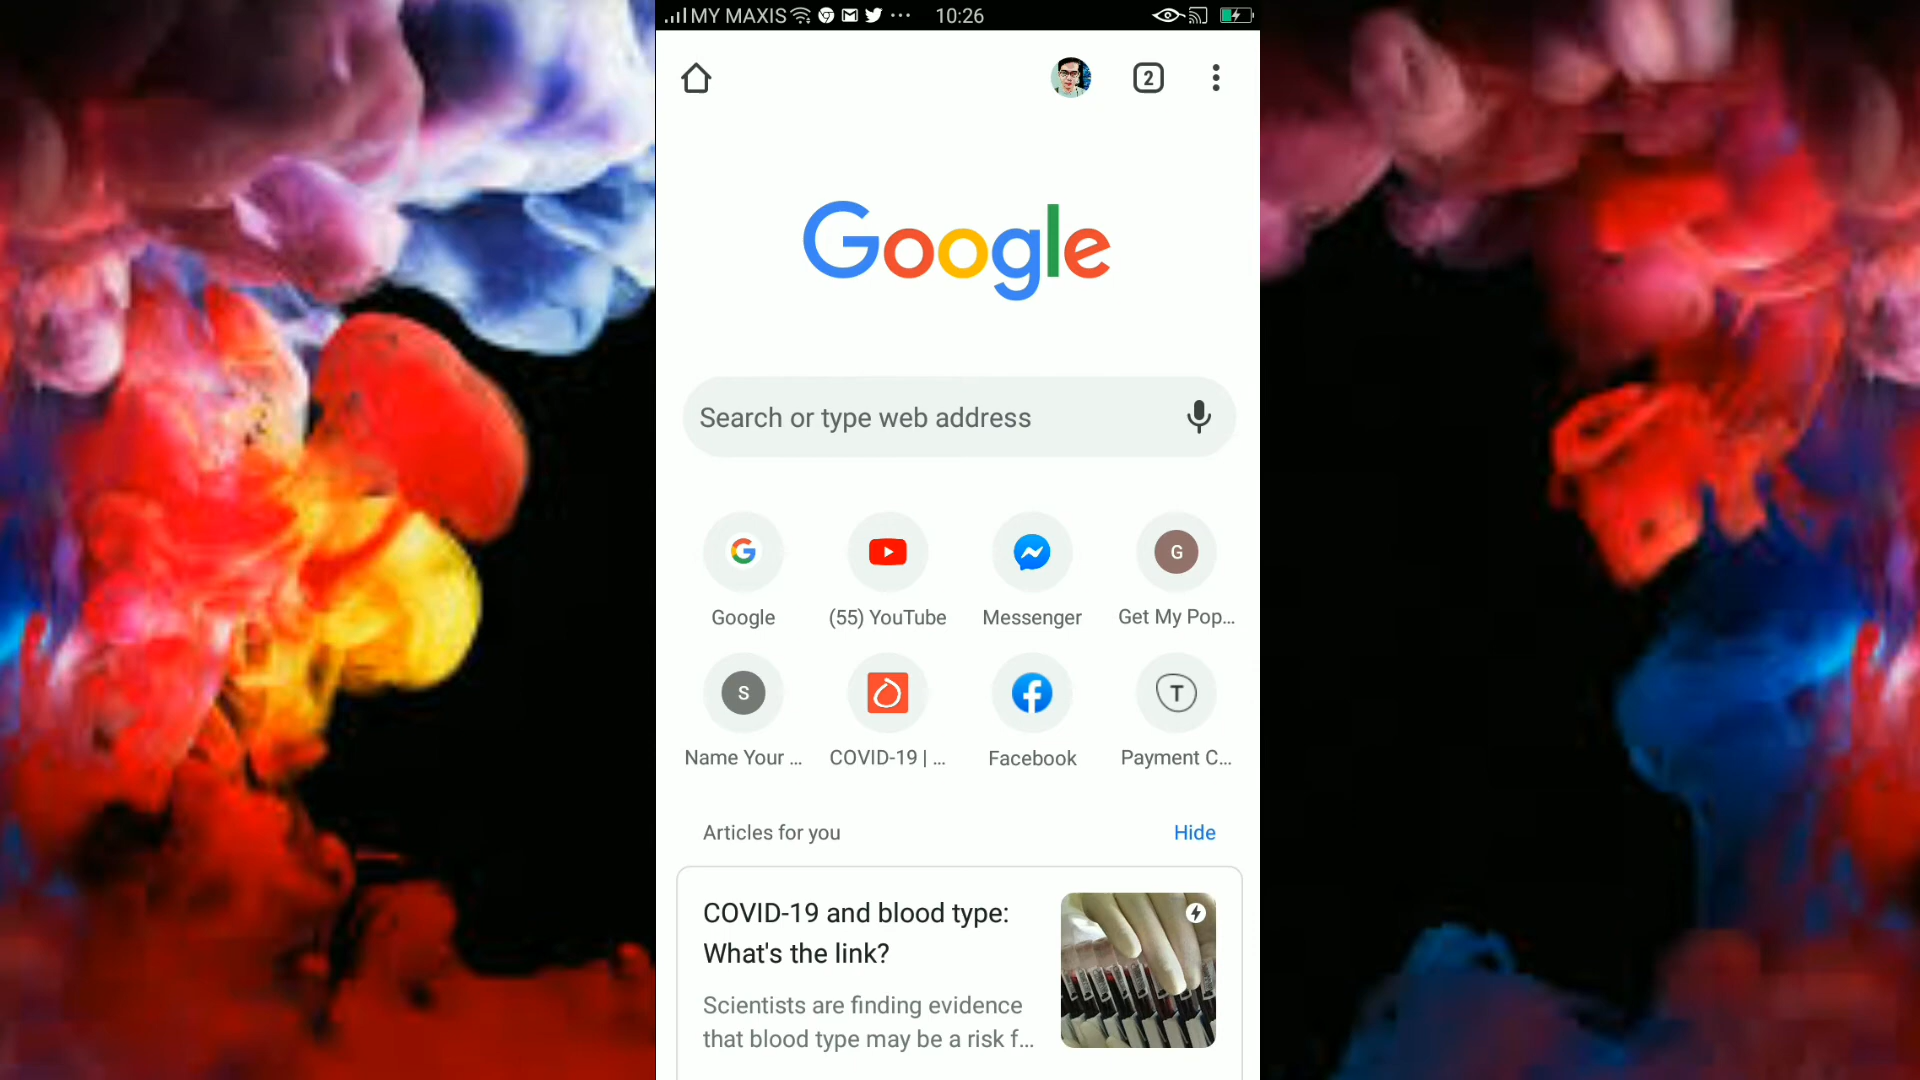 MY MAXIS 10:26
2
Google
Search or type web address
G
Google
(55) YouTube
Messenger
Get My Pop...
S
T
Name Your ...
COVID-19 | ...
Facebook
Payment C...
Articles for you
Hide
COVID-19 and blood type:
What's the link?
Scientists are finding evidence
that blood type may be a risk f...